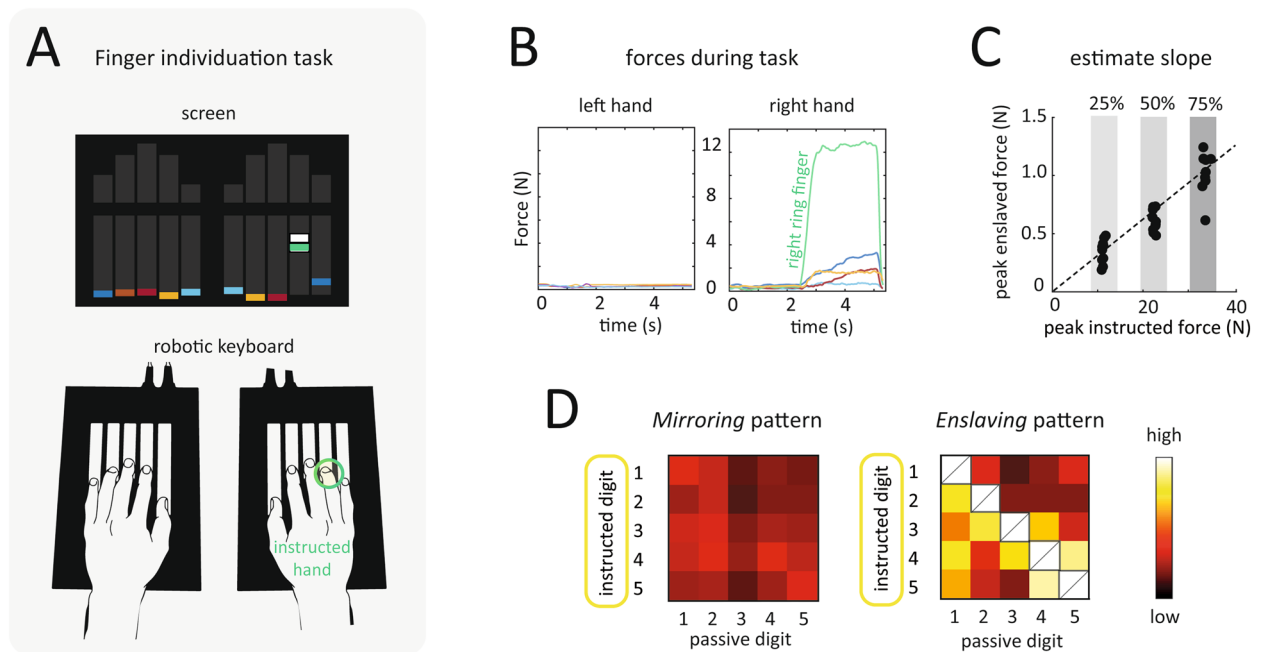 A
Finger individuation task
screen
robotic keyboard
instructed
hand
B
forces during task
left hand
right hand
Force (N)
12
8
4
0
right ring finger
0
2
4
0
2
4
time (s)
time (s)
C
estimate slope
25%
50%
75%
peak enslaved force (N)
1.5
1.0
0.5
0
0
20
40
peak instructed force (N)
D
Mirroring pattern
instructed digit
1
2
3
4
5
1 2 3 4 5
passive digit
Enslaving pattern
instructed digit
1
2
3
4
5
1 2 3 4 5
passive digit
high
low